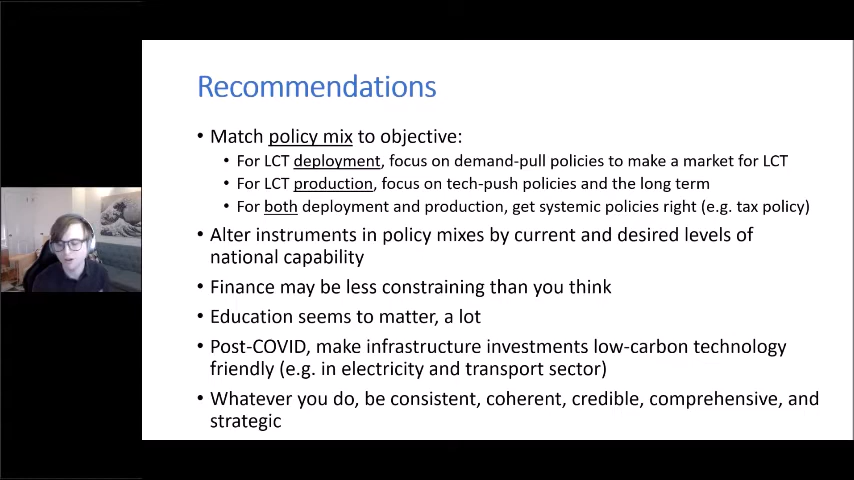 Recommendations
• Match policy mix to objective:
• For LCT deployment, focus on demand-pull policies to make a market for LCT
• For LCT production, focus on tech-push policies and the long term
• For both deployment and production, get systemic policies right (e.g. tax policy)
• Alter instruments in policy mixes by current and desired levels of
national capability
• Finance may be less constraining than you think
• Education seems to matter, a lot
• Post-COVID, make infrastructure investments low-carbon technology
friendly (e.g. in electricity and transport sector)
• Whatever you do, be consistent, coherent, credible, comprehensive, and
strategic